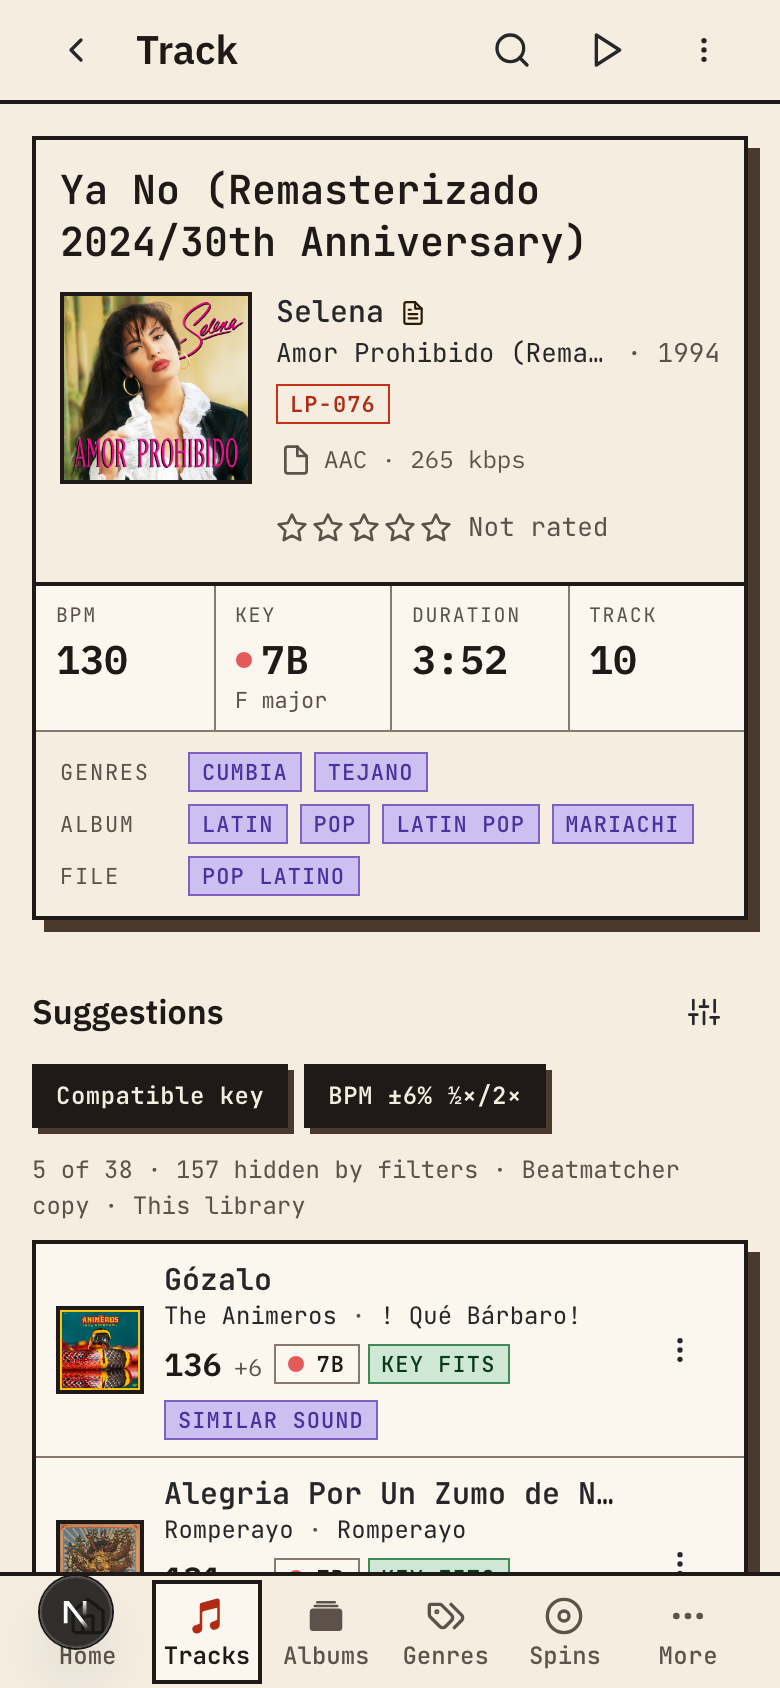 Track
Ya No (Remasterizado
2024/30th Anniversary)
Selena
AMOR PROHIBIDO
Selena
Amor Prohibido (Rema… · 1994
LP-076
AAC · 265 kbps
Not rated
BPM
130
KEY
7B
F major
DURATION
3:52
TRACK
10
GENRES CUMBIA TEJANO
ALBUM LATIN POP LATIN POP MARIACHI
FILE POP LATINO
Suggestions
Compatible key BPM ±6% ½×/2×
5 of 38 · 157 hidden by filters · Beatmatcher
copy · This library
ANIMEROS
Gózalo
The Animeros · ! Qué Bárbaro!
136 +6 7B KEY FITS
SIMILAR SOUND
Alegria Por Un Zumo de N…
Romperayo · Romperayo
N
Home Tracks Albums Genres Spins More